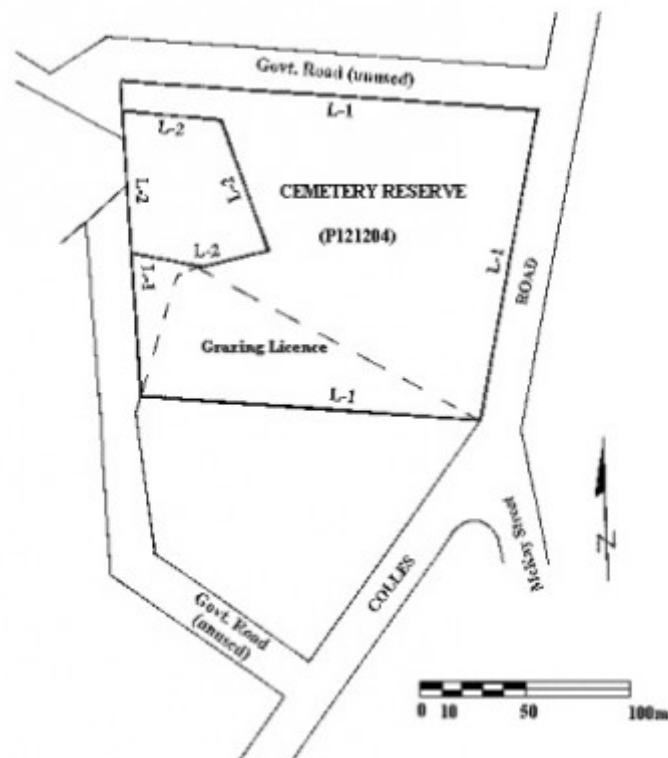 Govt. Road (unused)
L-1
L-2
L-2
L-2
CEMETERY RESERVE
(P121204)
L-2
L-1
L-1
ROAD
Grazing Licence
L-1
McKay Street
N
COLLES
Govt. Road
(unused)
0 10 50 100m